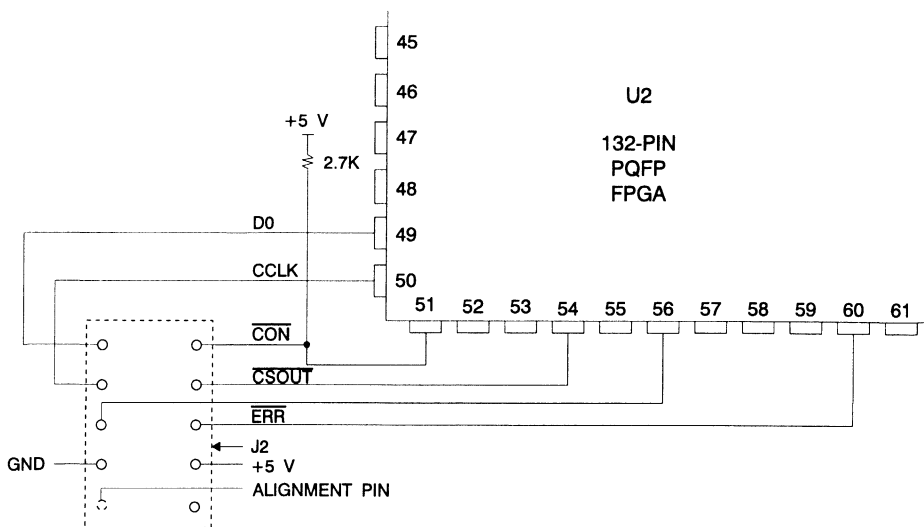 45
46
U2
+5 V
47
132-PIN
PQFP
FPGA
2.7K
48
D0
49
CCLK
50
51 52 53 54 55 56 57 58 59 60 61
CON
CSOUT
ERR
J2
GND
+5 V
ALIGNMENT PIN